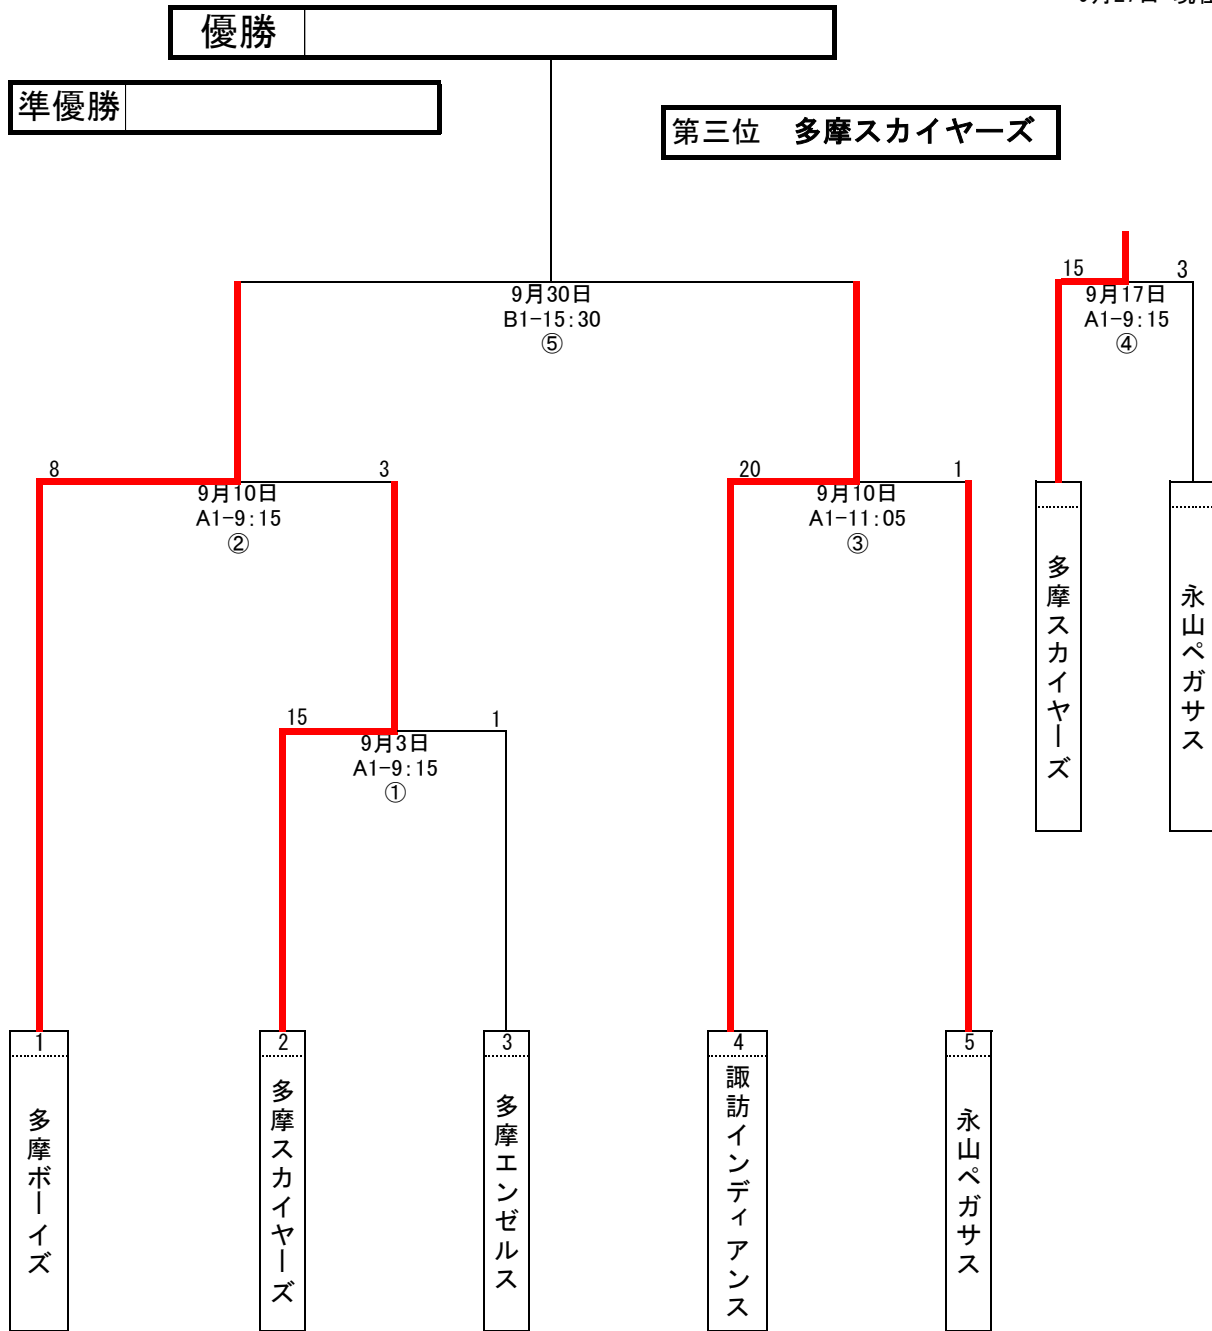 優勝
準優勝
第三位 多摩スカイヤーズ
15 3
9月17日
A1-9:15
④
9月30日
B1-15:30
⑤
8 3
9月10日
A1-9:15
②
20 1
9月10日
A1-11:05
③
多摩スカイヤーズ
永山ペガサス
15 1
9月3日
A1-9:15
①
1
多摩ボーイズ
2
多摩スカイヤーズ
3
多摩エンゼルス
4
諏訪インディアンス
5
永山ペガサス